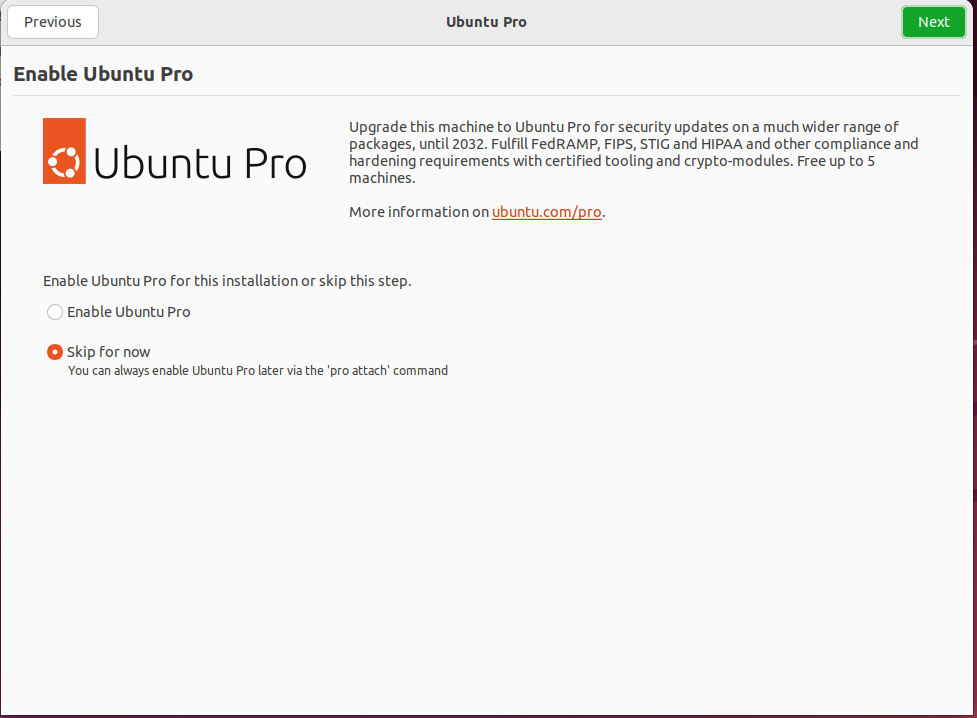 Previous
Ubuntu Pro
Next
Enable Ubuntu Pro
Ubuntu Pro
Upgrade this machine to Ubuntu Pro for security updates on a much wider range of
packages, until 2032. Fulfill FedRAMP, FIPS, STIG and HIPAA and other compliance and
hardening requirements with certified tooling and crypto-modules. Free up to 5
machines.
More information on ubuntu.com/pro.
Enable Ubuntu Pro for this installation or skip this step.
Enable Ubuntu Pro
Skip for now
You can always enable Ubuntu Pro later via the 'pro attach' command